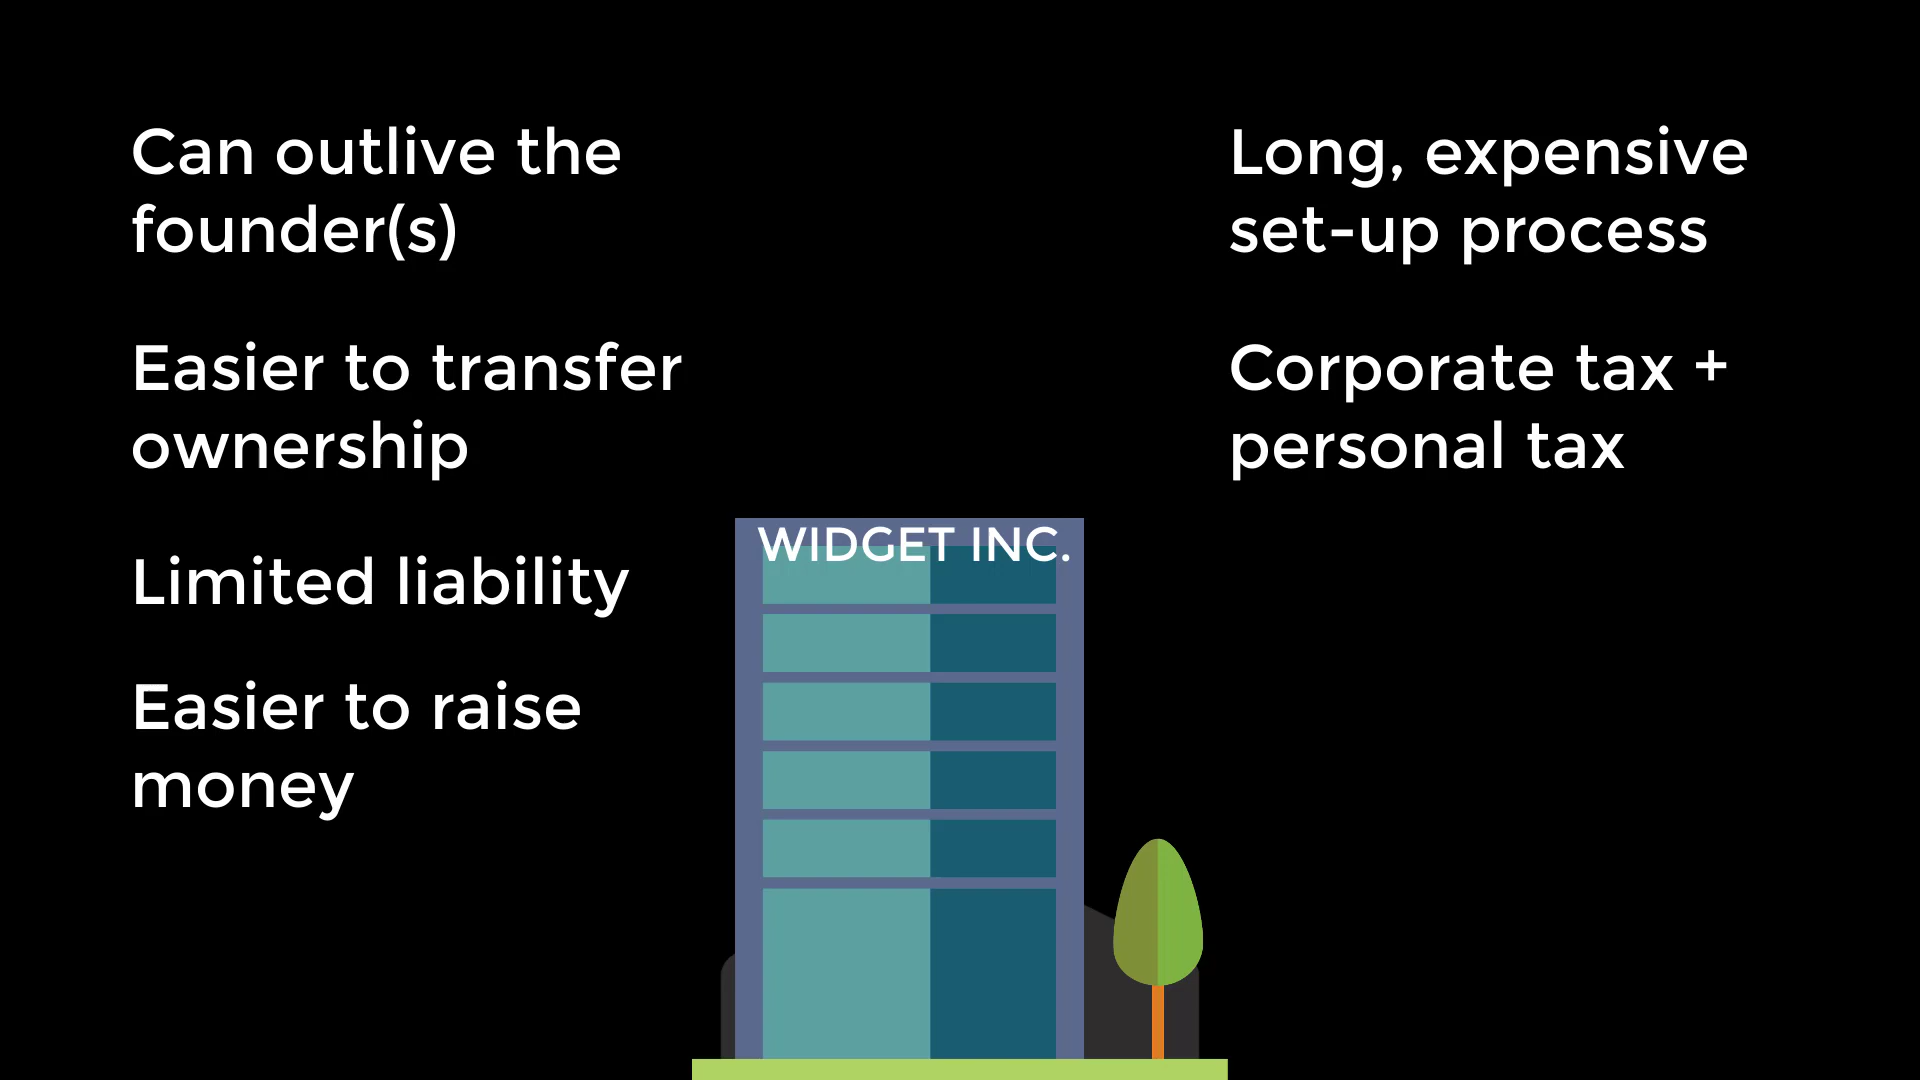 Can outlive the
founder(s)
Easier to transfer
ownership
Limited liability
Easier to raise
money
Long, expensive
set-up process
Corporate tax +
personal tax
WIDGET INC.